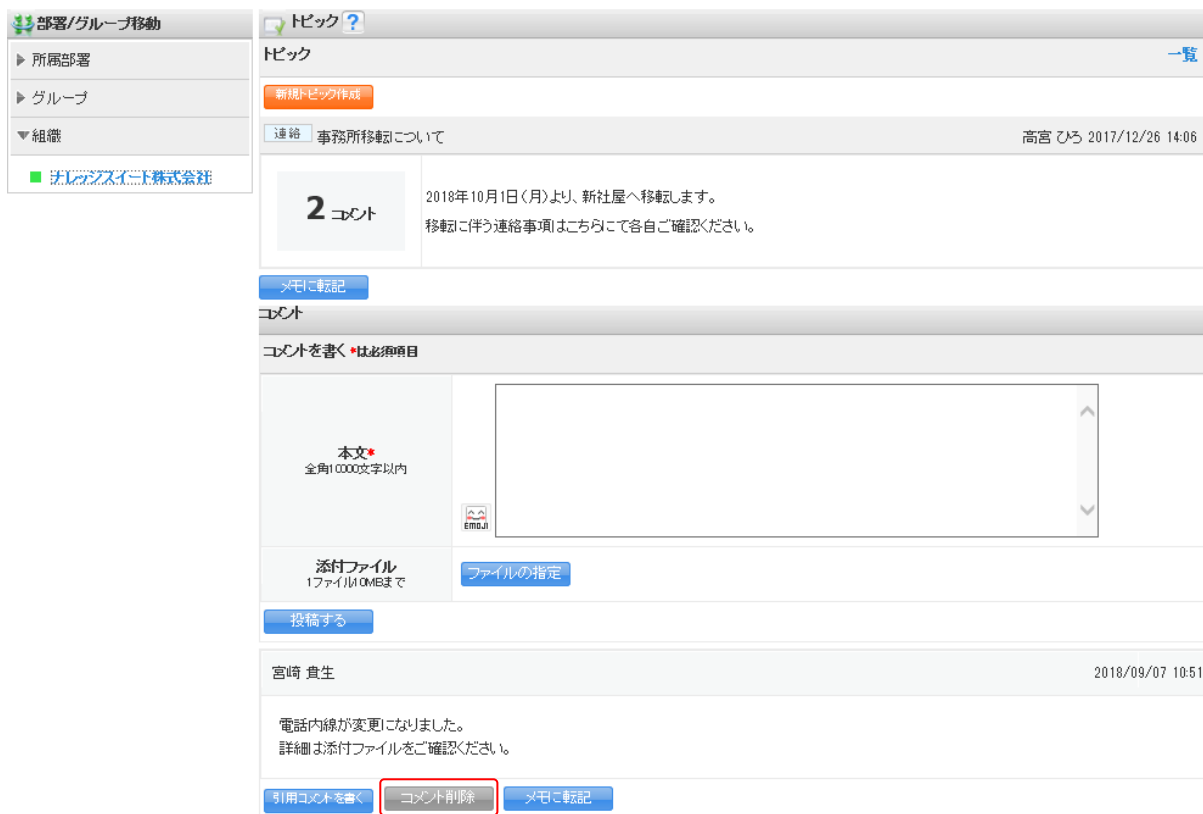 部署/グループ移動
所属部署
グループ
組織
ナレッジスイート株式会社
トピック ?
トピック 一覧
新規トピック作成
連絡 事務所移転について 高宮 ひろ 2017/12/26 14:06
2 コメント
2018年10月1日(月)より、新社屋へ移転します。
移転に伴う連絡事項はこちらにて各自ご確認ください。
メモに転記
コメント
コメントを書く *は必須項目
本文*
全角10000文字以内
EMOJI
添付ファイル
1ファイル10MBまで
ファイルの指定
投稿する
宮崎 貴生 2018/09/07 10:51
電話内線が変更になりました。
詳細は添付ファイルをご確認ください。
引用コメントを書く コメント削除 メモに転記